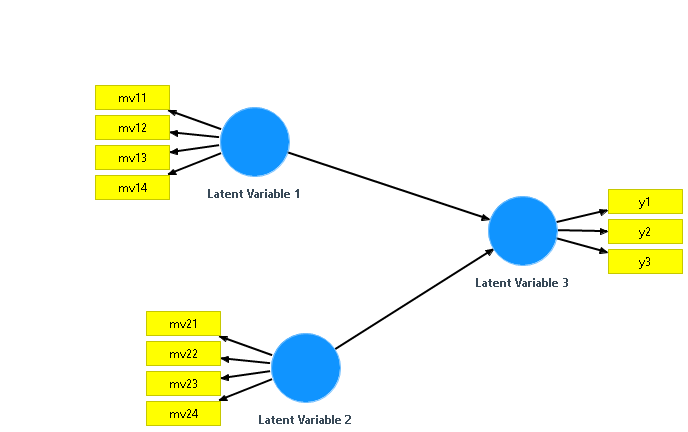 mv11
mv12
mv13
mv14
Latent Variable 1
y1
y2
y3
Latent Variable 3
mv21
mv22
mv23
mv24
Latent Variable 2